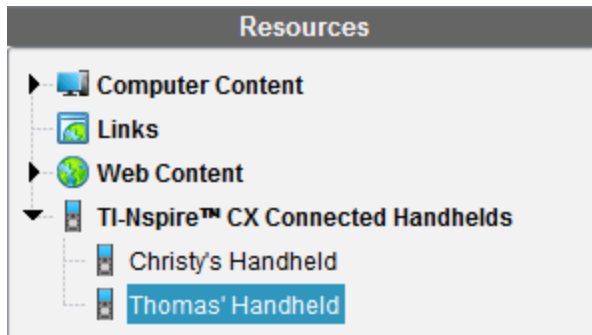 Resources
Computer Content
Links
Web Content
TI-Nspire™ CX Connected Handhelds
Christy's Handheld
Thomas' Handheld